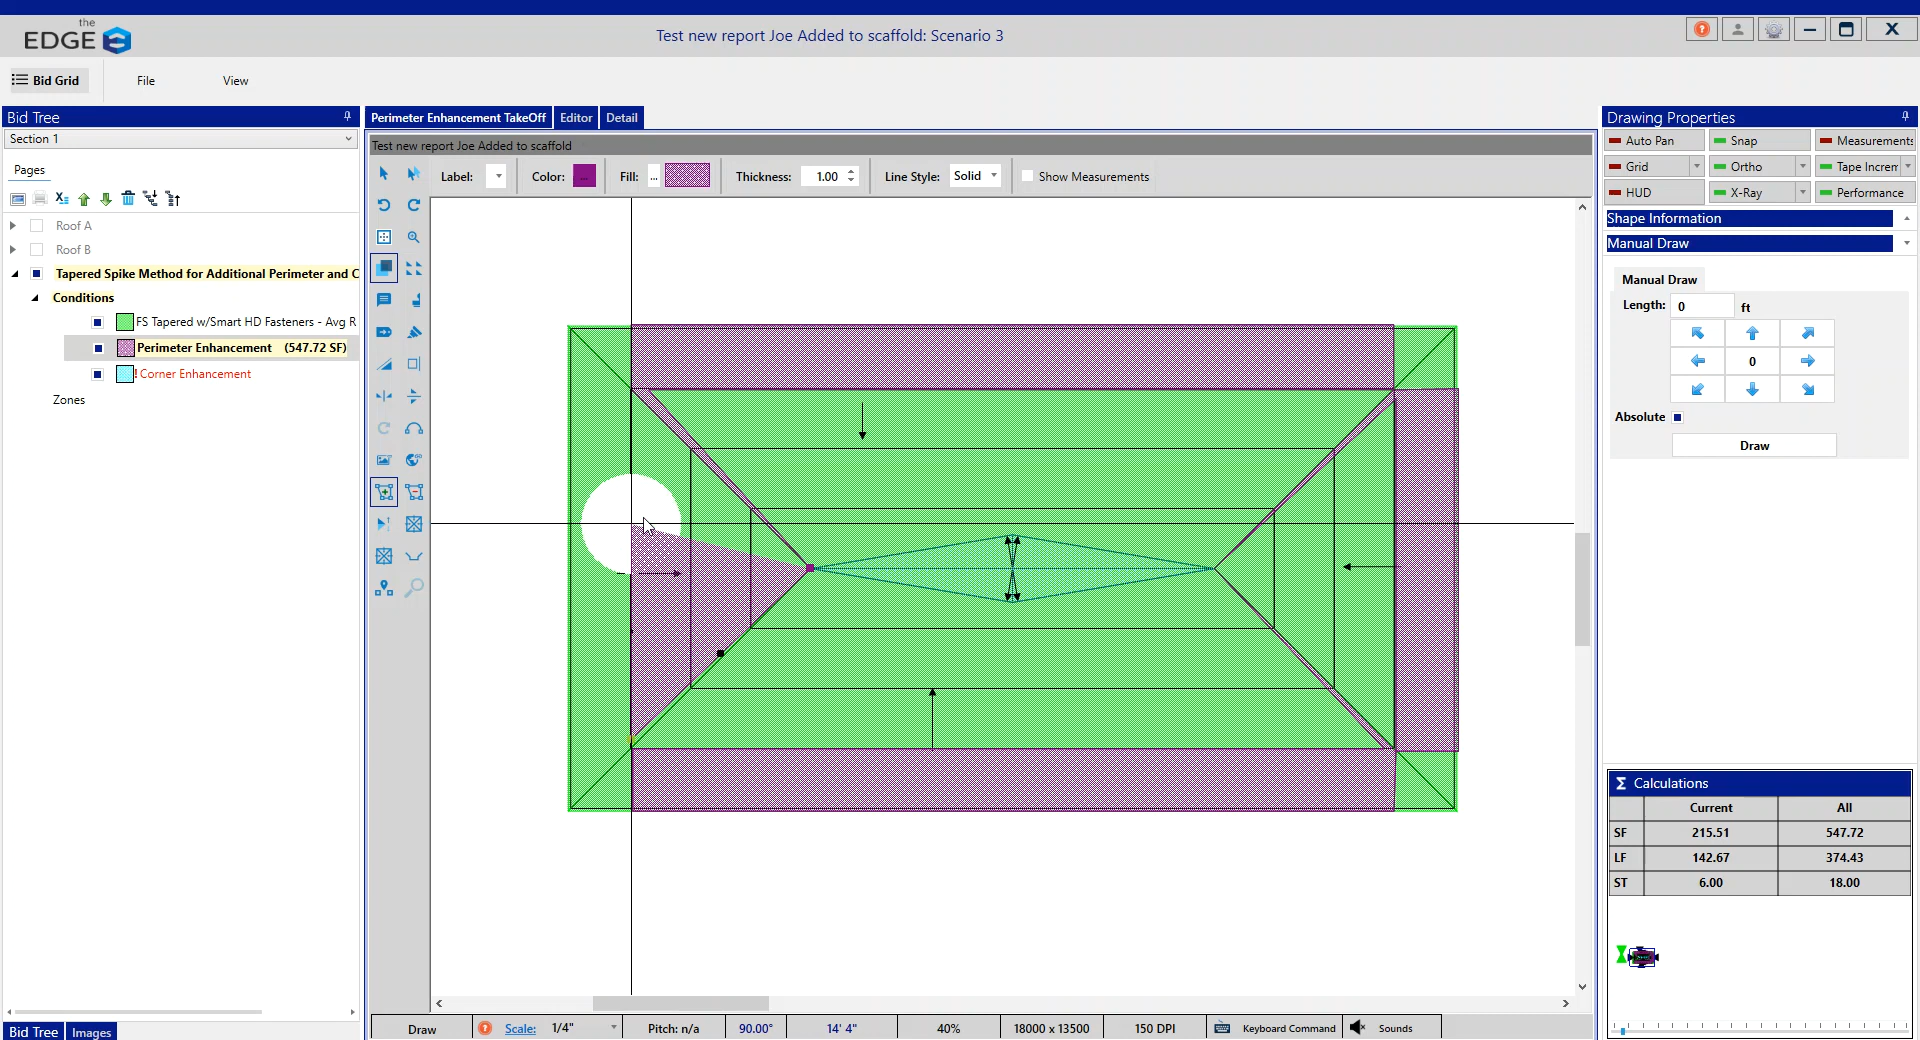 the
EDGE
Test new report Joe Added to scaffold: Scenario 3
Bid Grid
File
View
Bid Tree
Section 1
Pages
Roof A
Roof B
Tapered Spike Method for Additional Perimeter and C
Conditions
FS Tapered w/Smart HD Fasteners - Avg R
Perimeter Enhancement (547.72 SF)
! Corner Enhancement
Zones
Bid Tree
Images
Perimeter Enhancement TakeOff
Editor
Detail
Test new report Joe Added to scaffold
Label:
Color:
Fill:
...
Thickness:
1.00
Line Style:
Solid
Show Measurements
Draw
Scale:
1/4"
Pitch: n/a
90.00°
14' 4"
40%
18000 x 13500
150 DPI
Keyboard Command
Sounds
Drawing Properties
Auto Pan
Snap
Measurements
Grid
Ortho
Tape Increm
HUD
X-Ray
Performance
Shape Information
Manual Draw
Manual Draw
Length:
0
ft
0
Absolute
Draw
Σ Calculations
Current All
SF 215.51 547.72
LF 142.67 374.43
ST 6.00 18.00